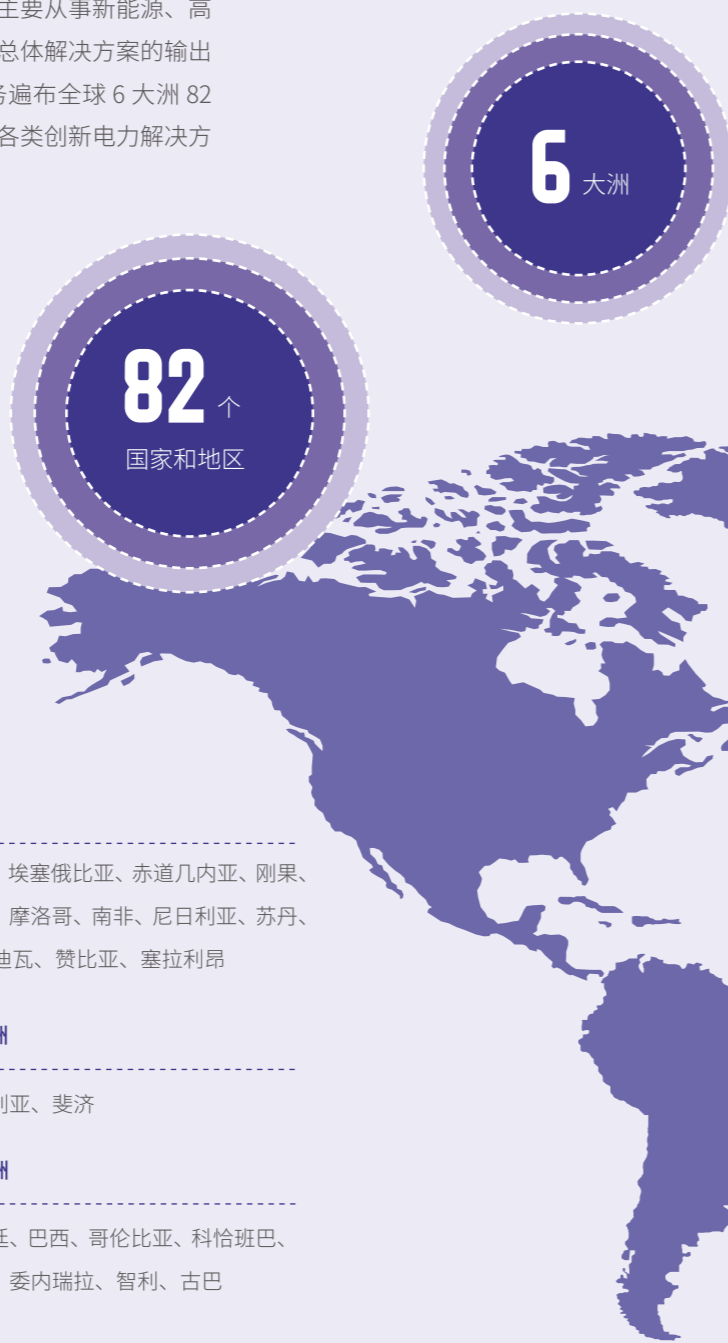 主要从事新能源、高
总体解决方案的输出
务遍布全球 6 大洲 82
各类创新电力解决方
6 大洲
82 个
国家和地区
埃塞俄比亚、赤道几内亚、刚果、
摩洛哥、南非、尼日利亚、苏丹、
迪瓦、赞比亚、塞拉利昂
洲
利亚、斐济
洲
廷、巴西、哥伦比亚、科恰班巴、
委内瑞拉、智利、古巴